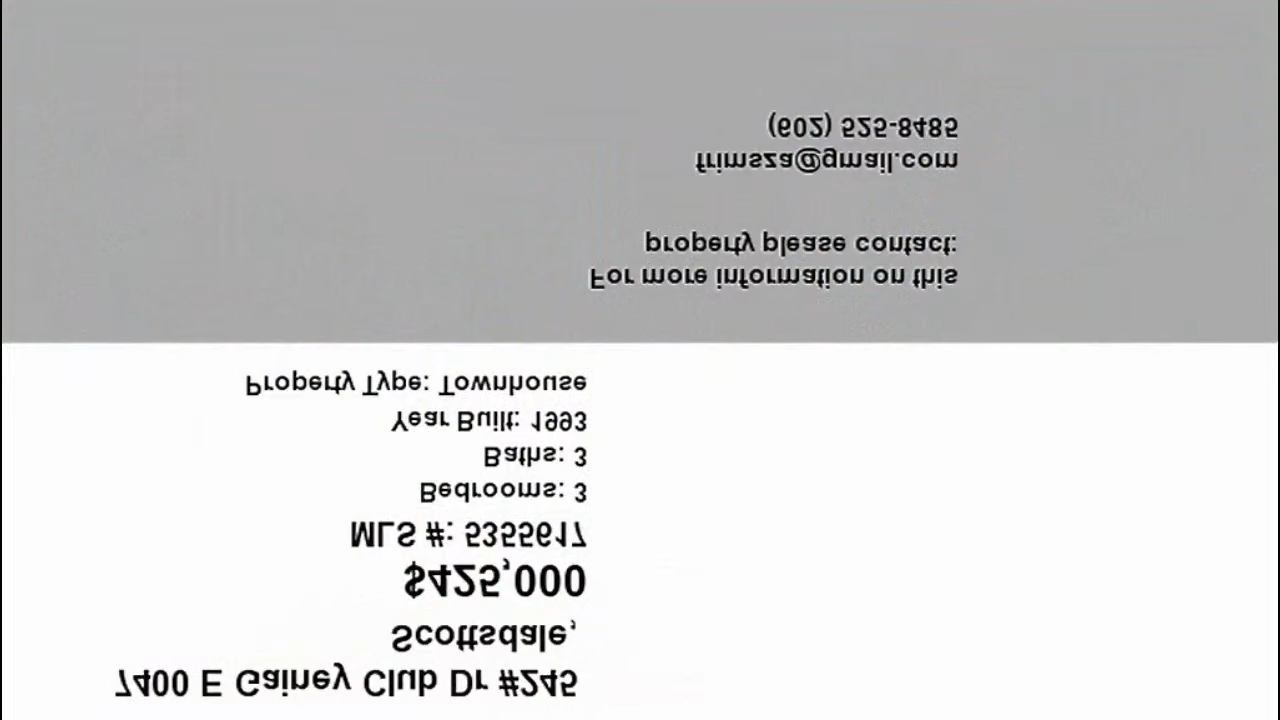 7400 E Gainey Club Dr #245
Scottsdale,
$425,000
MLS #: 5355617
Bedrooms: 3
Baths: 3
Year Built: 1993
Property Type: Townhouse
For more information on this
property please contact:
frimsza@gmail.com
(602) 525-8485